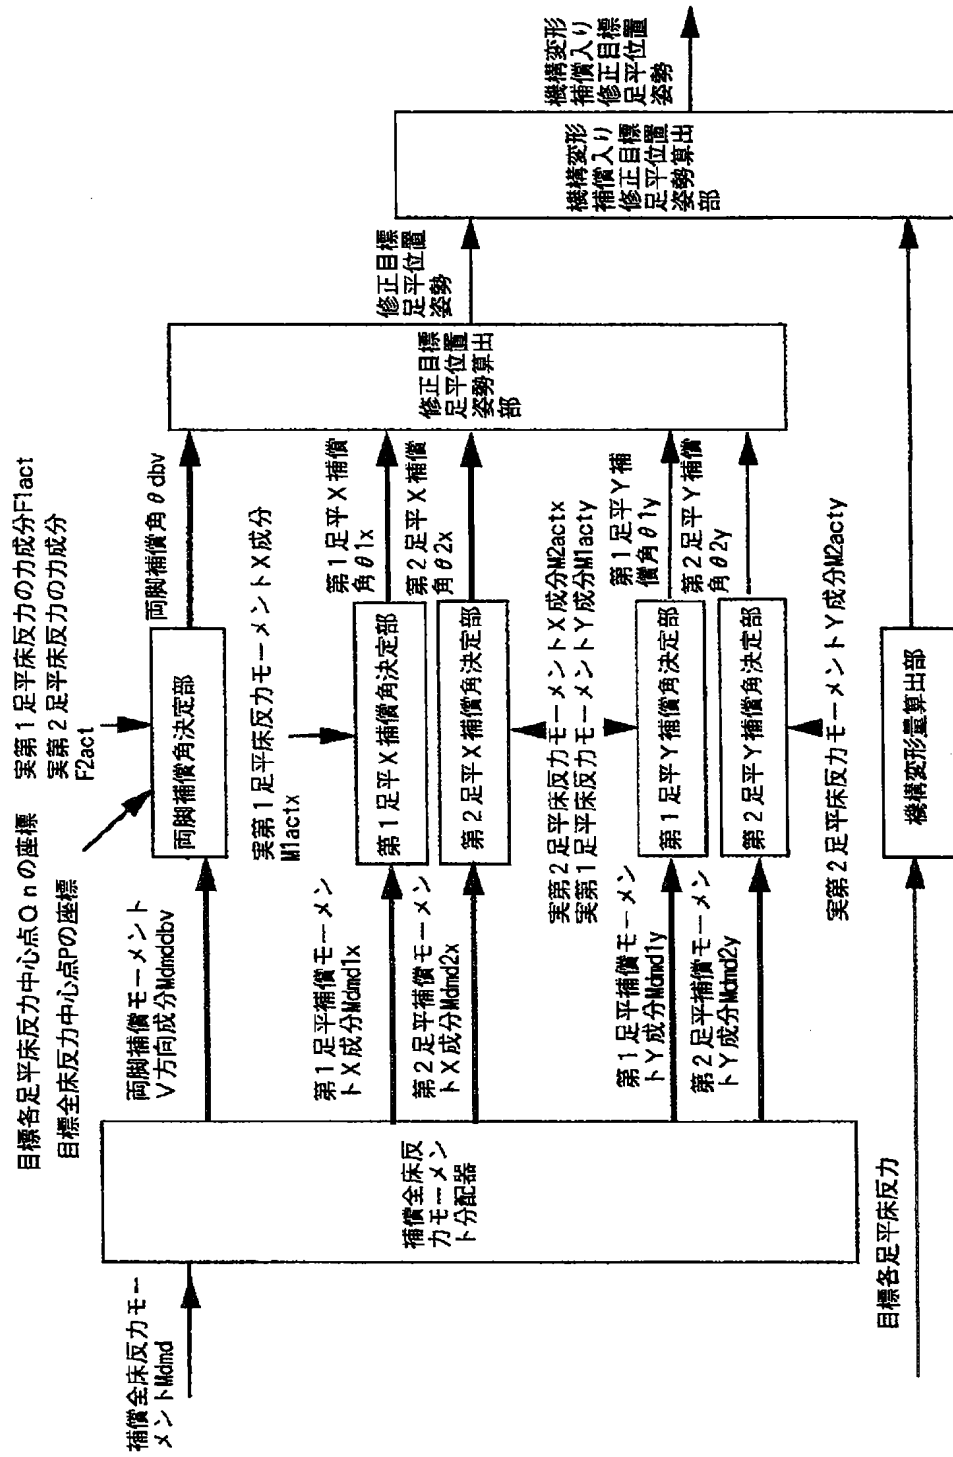 補償全床反力モー
メントMdmd
補償全床反
力モーメン
ト分配器
目標各足平床反力中心点Ｑｎの座標
目標全床反力中心点Pの座標
実第１足平床反力の力成分F1act
実第２足平床反力の力成分
F2act
両脚補償モーメント
Ｖ方向成分Mdmddbv
両脚補償角決定部
両脚補償角θdbv
実第１足平床反力モーメントＸ成分
M1actx
第１足平補償モーメン
トＸ成分Mdmd1x
第１足平Ｘ補償角決定部
第１足平Ｘ補償
角θ1x
第２足平補償モーメン
トＸ成分Mdmd2x
第２足平Ｘ補償角決定部
第２足平Ｘ補償
角θ2x
実第２足平床反力モーメントＸ成分M2actx
実第１足平床反力モーメントＹ成分M1acty
第１足平補償モーメン
トＹ成分Mdmd1y
第１足平Ｙ補償角決定部
第１足平Ｙ補
償角θ1y
第２足平補償モーメン
トＹ成分Mdmd2y
第２足平Ｙ補償角決定部
第２足平Ｙ補償
角θ2y
実第２足平床反力モーメントＹ成分M2acty
目標各足平床反力
機構変形量算出部
修正目標
足平位置
姿勢算出
部
修正目標
足平位置
姿勢
機構変形
補償入り
修正目標
足平位置
姿勢算出
部
機構変形
補償入り
修正目標
足平位置
姿勢